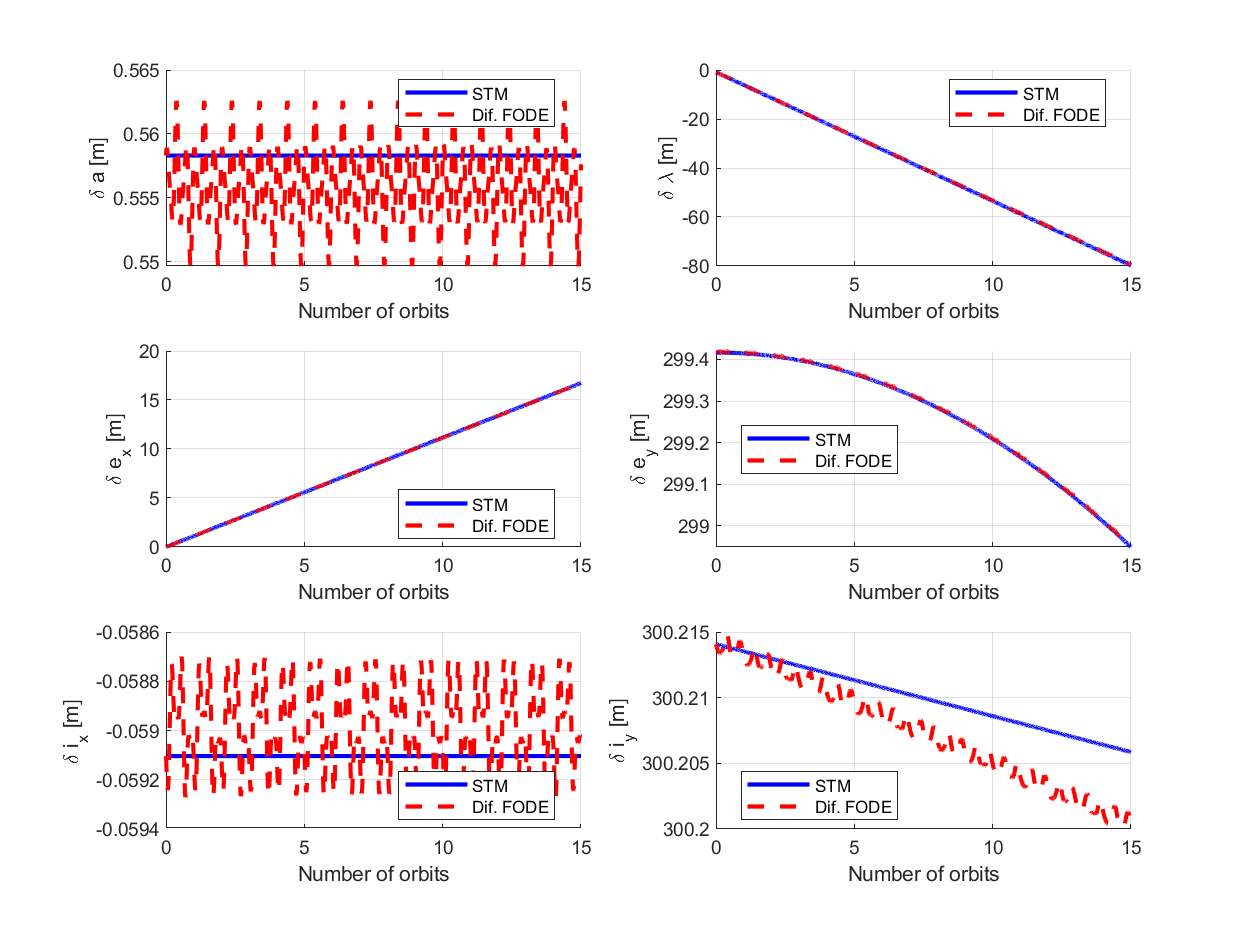 0.565
0.56
0.555
0.55
δ a [m]
STM
Dif. FODE
0 5 10 15
Number of orbits
0
-20
-40
-60
-80
δ λ [m]
STM
Dif. FODE
0 5 10 15
Number of orbits
20
15
10
5
0
δ e_x [m]
STM
Dif. FODE
0 5 10 15
Number of orbits
299.4
299.3
299.2
299.1
299
δ e_y [m]
STM
Dif. FODE
0 5 10 15
Number of orbits
-0.0586
-0.0588
-0.059
-0.0592
-0.0594
δ i_x [m]
STM
Dif. FODE
0 5 10 15
Number of orbits
300.215
300.21
300.205
300.2
δ i_y [m]
STM
Dif. FODE
0 5 10 15
Number of orbits